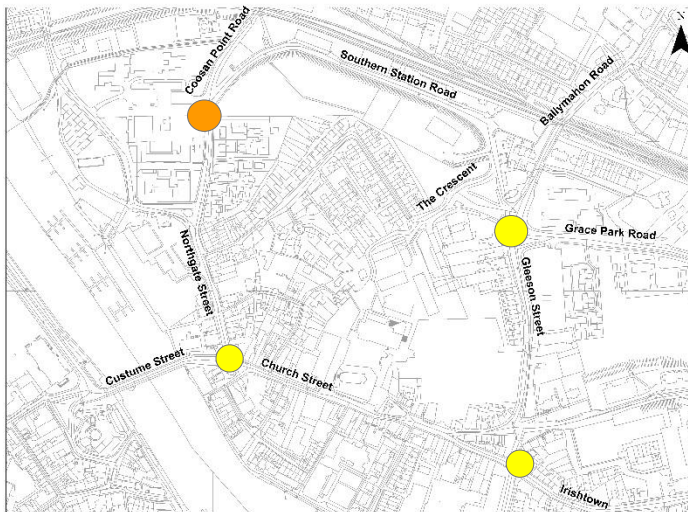 Coosan Point Road
Southern Station Road
Ballymahon Road
The Crescent
Grace Park Road
Northgate Street
Gleeson Street
Custume Street
Church Street
Irishtown